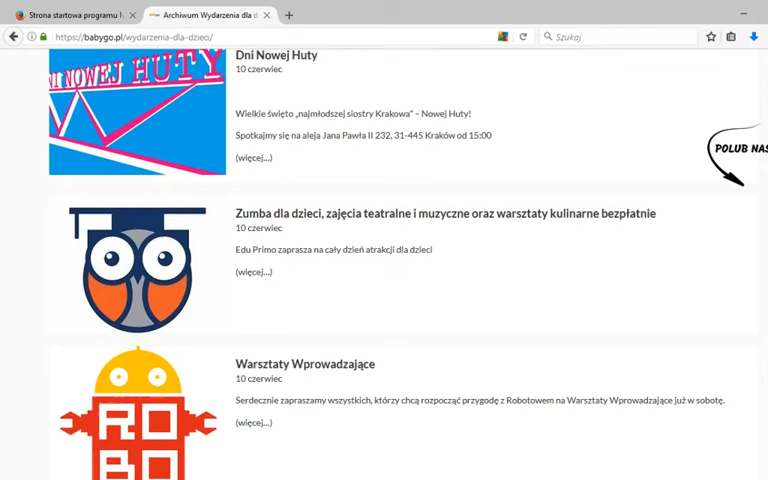 Strona startowa programu
Archiwum Wydarzenia dla d
https://babygo.pl/wydarzenia-dla-dzieci/
Szukaj
NI NOWEJ HUTY
Dni Nowej Huty
10 czerwiec
Wielkie święto „najmłodszej siostry Krakowa” – Nowej Huty!
Spotkajmy się na aleja Jana Pawła II 232, 31-445 Kraków od 15:00
(więcej...)
POLUB NAS
Zumba dla dzieci, zajęcia teatralne i muzyczne oraz warsztaty kulinarne bezpłatnie
10 czerwiec
Edu Primo zaprasza na cały dzień atrakcji dla dzieci
(więcej...)
Warsztaty Wprowadzające
10 czerwiec
Serdecznie zapraszamy wszystkich, którzy chcą rozpocząć przygodę z Robotowem na Warsztaty Wprowadzające już w sobotę.
(więcej...)
RO
BO